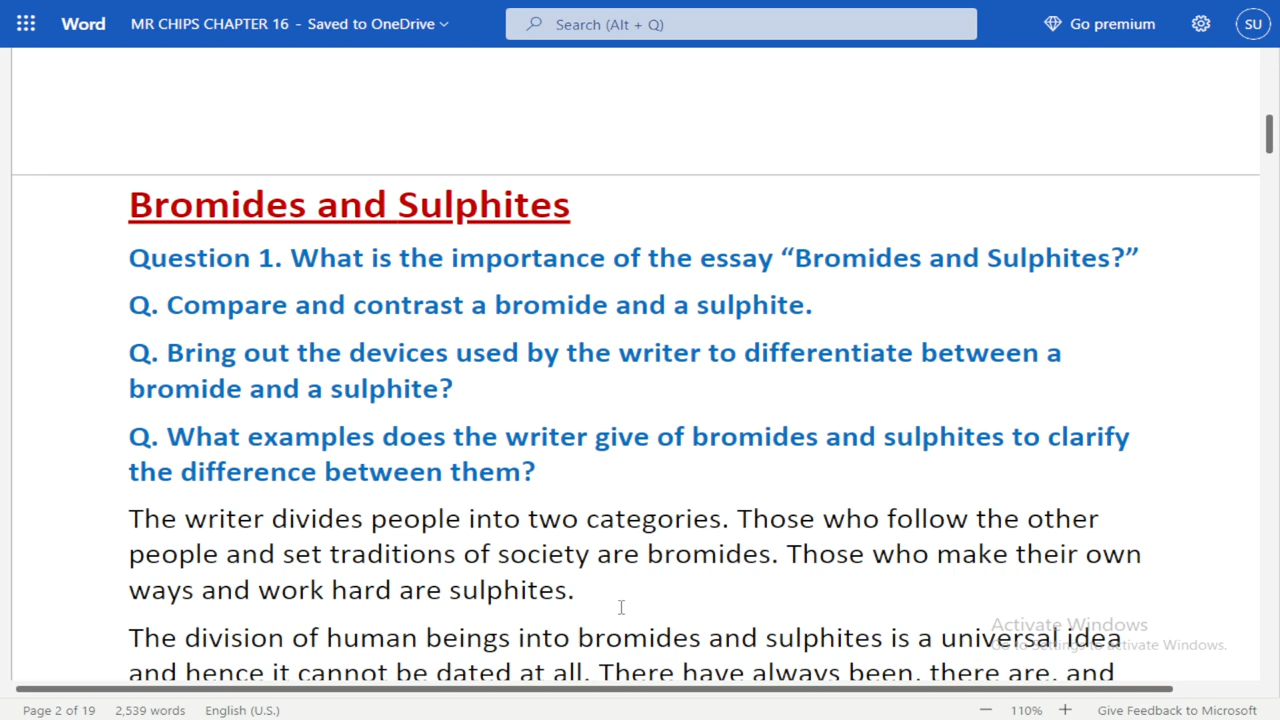 Word MR CHIPS CHAPTER 16 - Saved to OneDrive Search (Alt + Q) Go premium SU
Bromides and Sulphites
Question 1. What is the importance of the essay “Bromides and Sulphites?”
Q. Compare and contrast a bromide and a sulphite.
Q. Bring out the devices used by the writer to differentiate between a
bromide and a sulphite?
Q. What examples does the writer give of bromides and sulphites to clarify
the difference between them?
The writer divides people into two categories. Those who follow the other
people and set traditions of society are bromides. Those who make their own
ways and work hard are sulphites.
Activate Windows
The division of human beings into bromides and sulphites is a universal idea
Go to Settings to activate Windows.
and hence it cannot be dated at all. There have always been, there are, and
Page 2 of 19 2,539 words English (U.S.) 110% Give Feedback to Microsoft